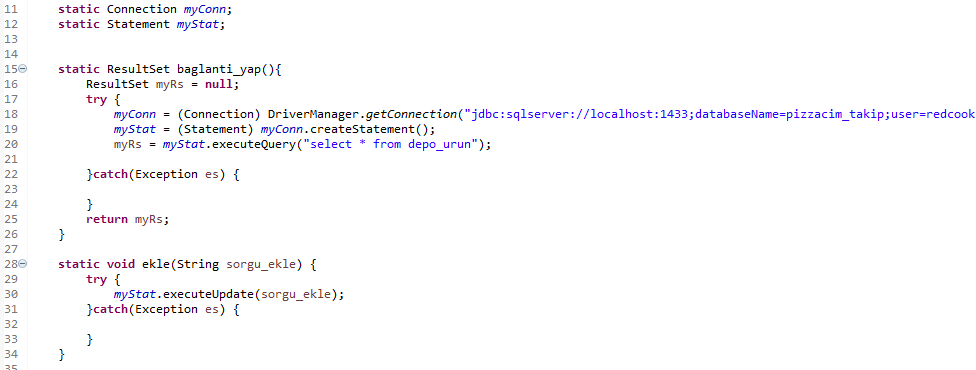 11 static Connection myConn;
12 static Statement myStat;
13
14
15 static ResultSet baglanti_yap(){
16 ResultSet myRs = null;
17 try {
18 myConn = (Connection) DriverManager.getConnection("jdbc:sqlserver://localhost:1433;databaseName=pizzacim_takip;user=redcook
19 myStat = (Statement) myConn.createStatement();
20 myRs = myStat.executeQuery("select * from depo_urun");
21
22 }catch(Exception es) {
23
24 }
25 return myRs;
26 }
27
28 static void ekle(String sorgu_ekle) {
29 try {
30 myStat.executeUpdate(sorgu_ekle);
31 }catch(Exception es) {
32
33 }
34 }
35